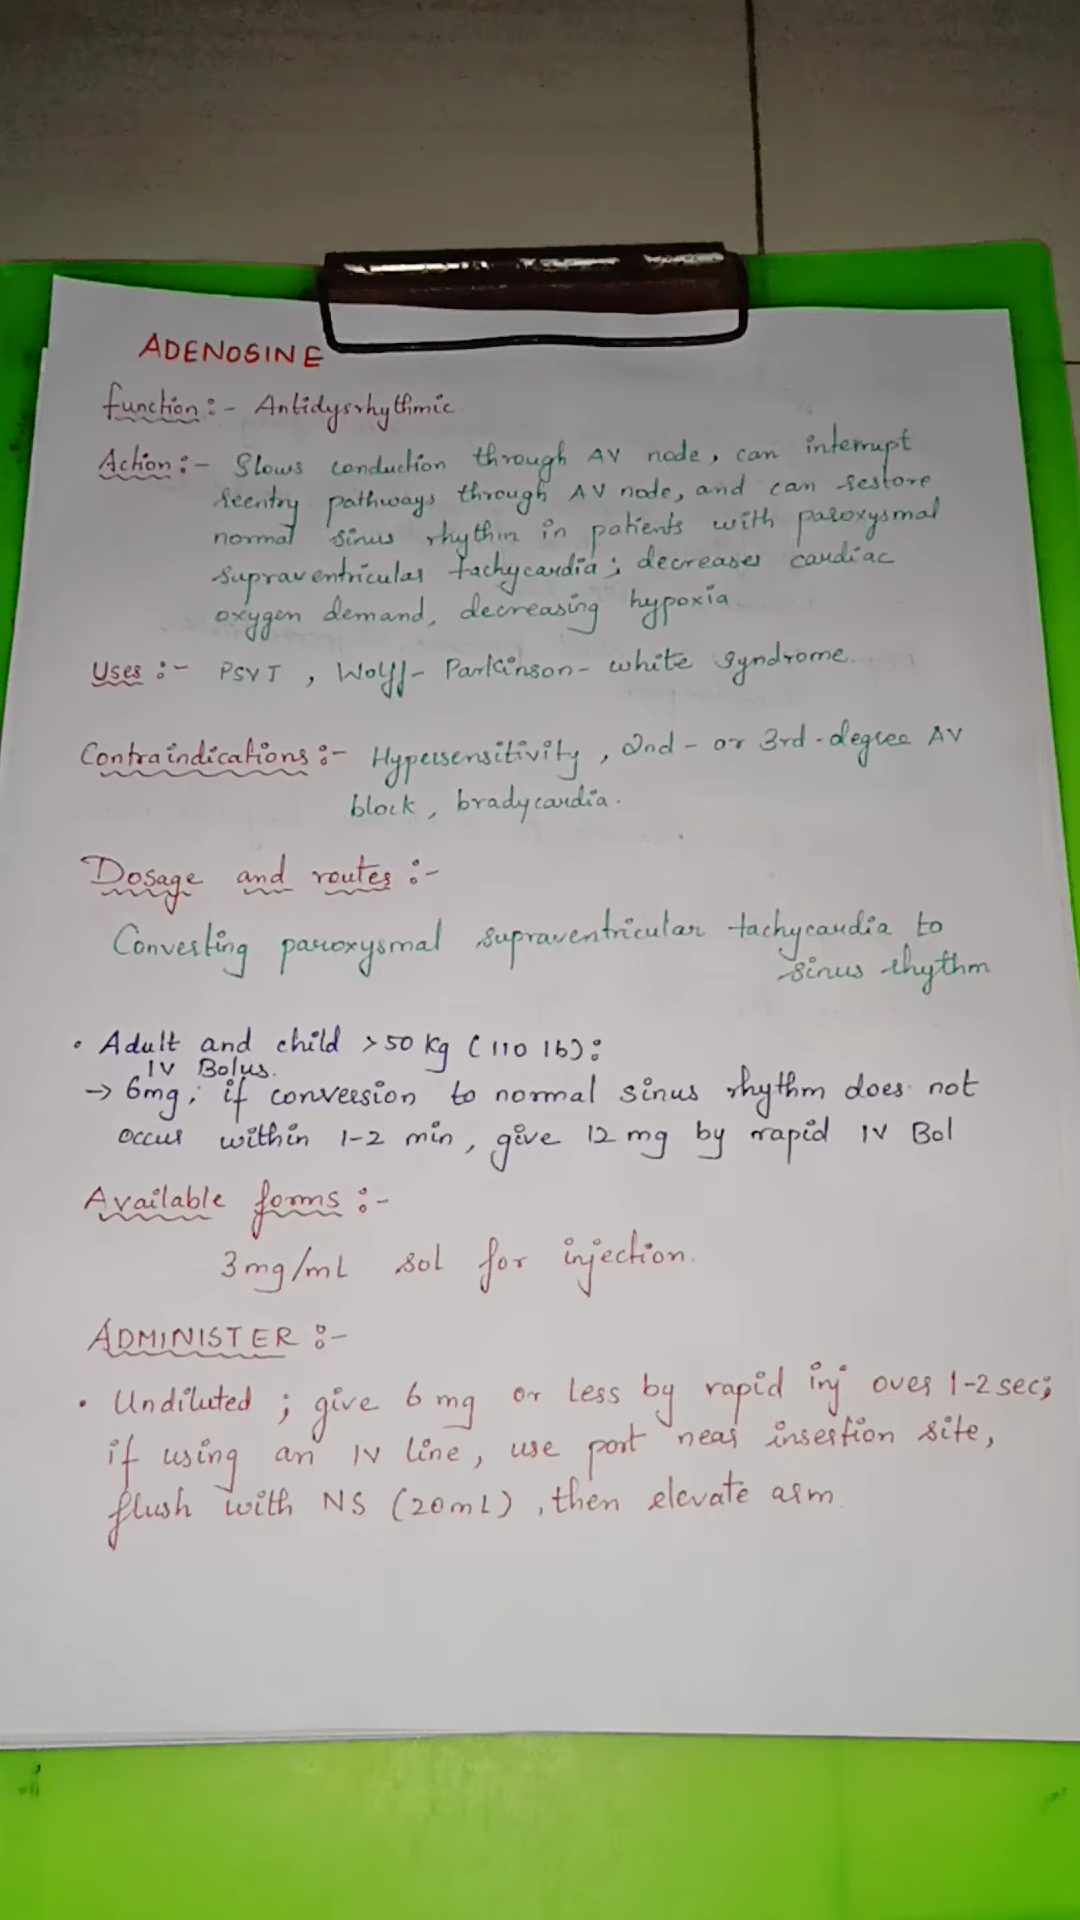 ADENOSINE
function :- Antidysrhythmic
Action :- Slows conduction through AV node, can interrupt
reentry pathways through AV node, and can restore
normal sinus rhythm in patients with paroxysmal
supraventricular tachycardia; decreases cardiac
oxygen demand, decreasing hypoxia
Uses :- PSVT, Wolff-Parkinson-white syndrome.
Contraindications :- Hypersensitivity, 2nd- or 3rd-degree AV
block, bradycardia.
Dosage and routes :-
Converting paroxysmal supraventricular tachycardia to
sinus rhythm
• Adult and child >50 kg (110 lb):
IV Bolus.
→ 6mg; if conversion to normal sinus rhythm does not
occur within 1-2 min, give 12 mg by rapid IV Bol
Available forms :-
3mg/mL sol for injection.
ADMINISTER :-
• Undiluted; give 6 mg or less by rapid inj over 1-2 sec;
if using an IV line, use port near insertion site,
flush with NS (20mL), then elevate arm